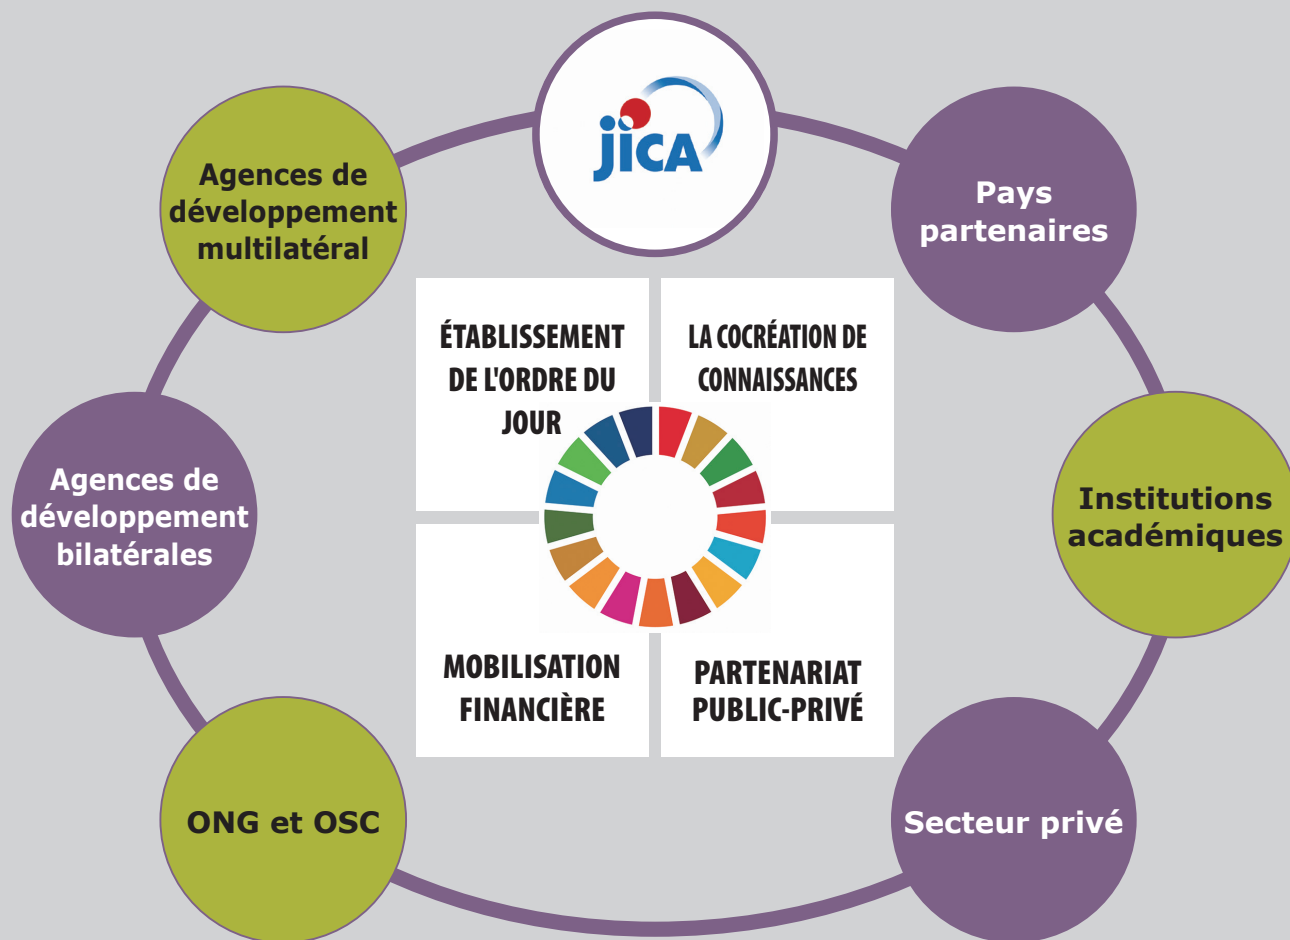 jica
Agences de
développement
multilatéral
Pays
partenaires
ÉTABLISSEMENT
DE L'ORDRE DU
JOUR
LA COCRÉATION DE
CONNAISSANCES
Agences de
développement
bilatérales
Institutions
académiques
MOBILISATION
FINANCIÈRE
PARTENARIAT
PUBLIC-PRIVÉ
ONG et OSC
Secteur privé